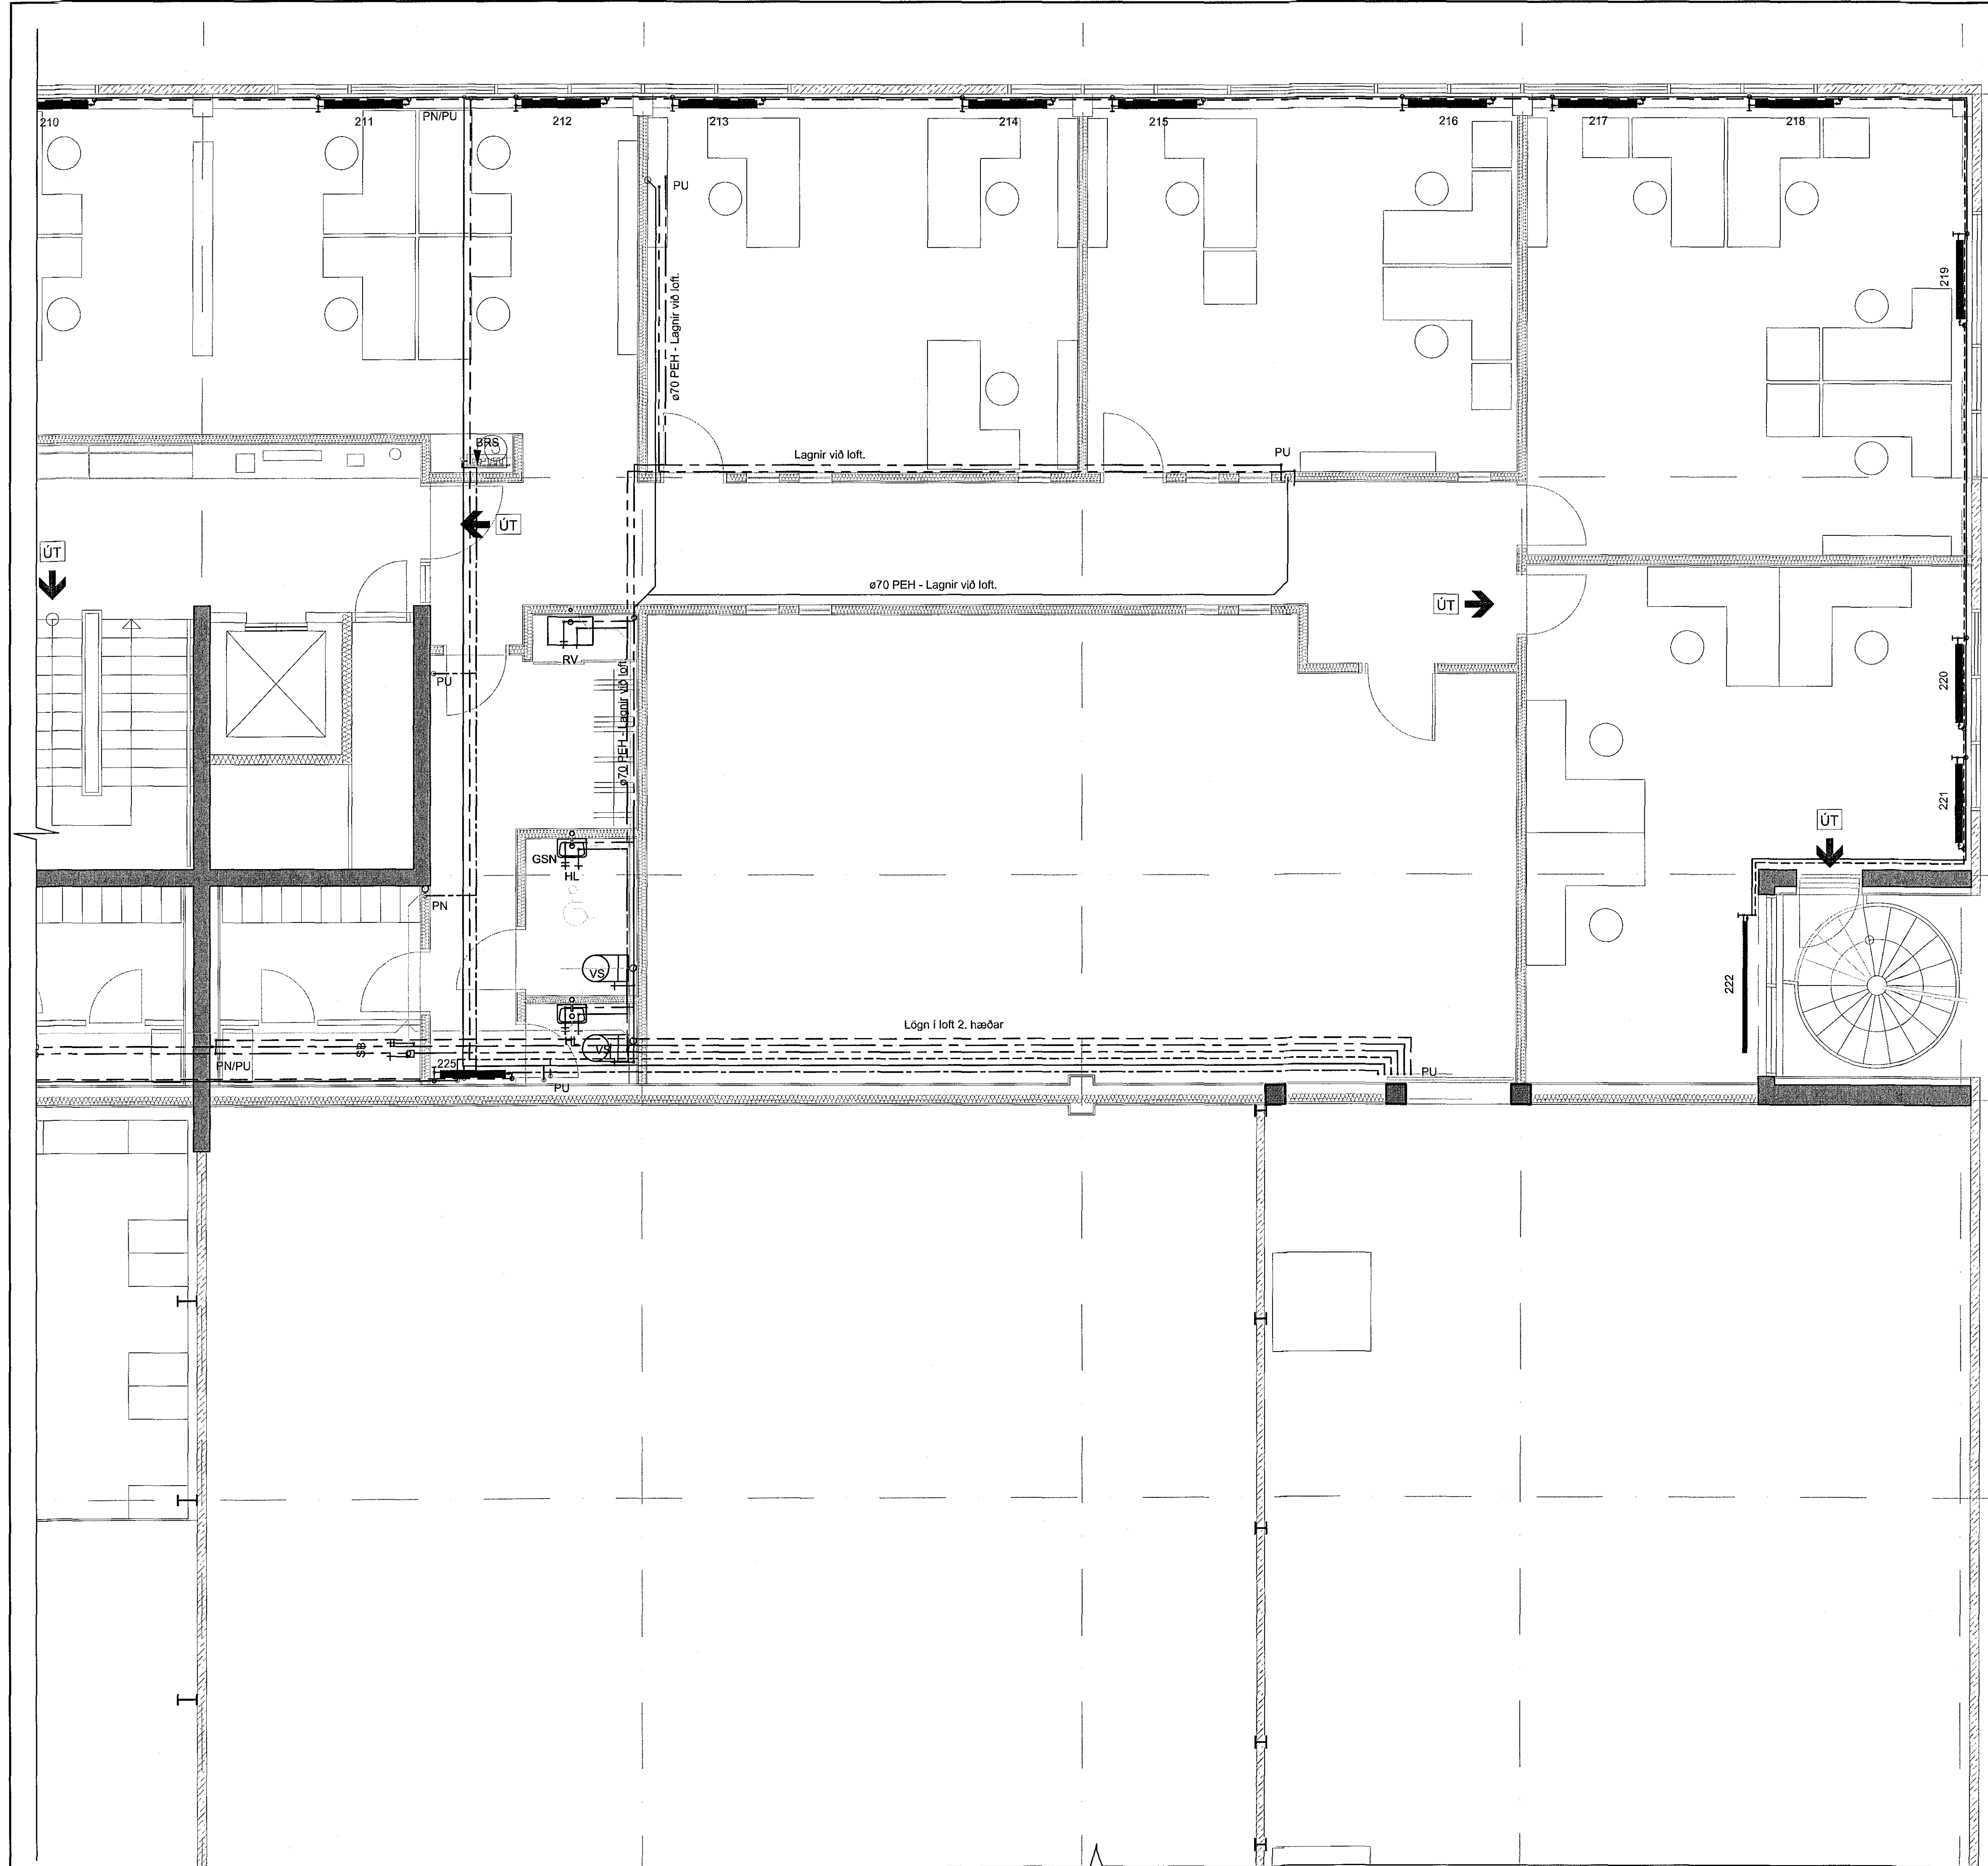 210
211
PN/PU
212
213
214
215
216
217
218
PU
219
ø70 PEH - Lagnir við loft.
BRS
Lagnir við loft.
PU
ÚT
ÚT
ø70 PEH - Lagnir við loft.
ÚT
RV
PU
ø70 PEH - Lagnir við loft
220
221
ÚT
GSN
HL
PN
VS
222
Lögn í loft 2. hæðar
HL
SB
VS
PN/PU
225
PU
PU